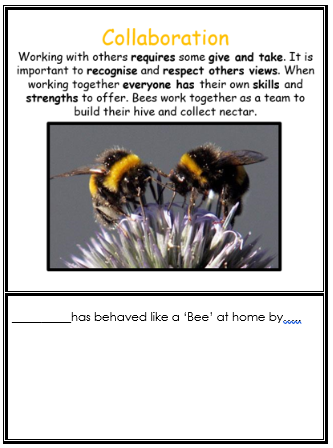 Collaboration
Working with others requires some give and take. It is
important to recognise and respect others views. When
working together everyone has their own skills and
strengths to offer. Bees work together as a team to
build their hive and collect nectar.
__________has behaved like a ‘Bee’ at home by……